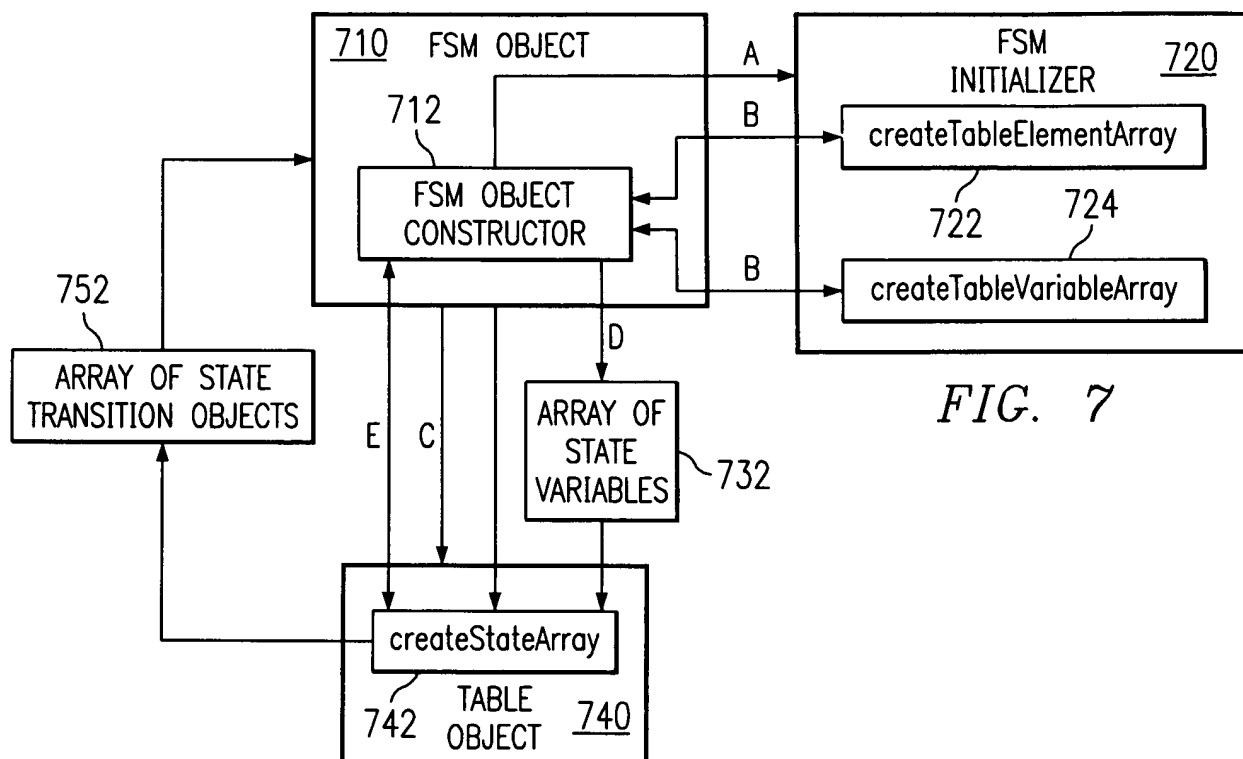 710 FSM OBJECT
712
FSM OBJECT
CONSTRUCTOR
A
B
B
FSM
INITIALIZER
720
createTableElementArray
722
724
createTableVariableArray
FIG. 7
752
ARRAY OF STATE
TRANSITION OBJECTS
E
C
D
ARRAY OF
STATE
VARIABLES
732
createStateArray
742
TABLE
OBJECT
740